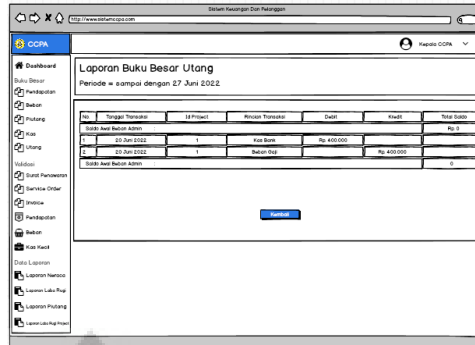 Sistem Keuangan Dan Pelanggan
http://www.sistemccpa.com
CCPA
Kepala CCPA
Dashboard
Buku Besar
Pendapatan
Beban
Piutang
Kas
Utang
Validasi
Surat Penawaran
Service Order
Invoice
Pendapatan
Beban
Kas Kecil
Data Laporan
Laporan Neraca
Laporan Laba Rugi
Laporan Piutang
Laporan Laba Rugi Project
Laporan Buku Besar Utang
Periode = sampai dengan 27 Juni 2022
No Tanggal Transaksi Id Project Rincian Transaksi Debit Kredit Total Saldo
Saldo Awal Beban Admin Rp. 0
1 20 Juni 2022 1 Kas Bank Rp. 400.000
2 20 Juni 2022 1 Beban Gaji Rp. 400.000
Saldo Awal Beban Admin 0
Kembali